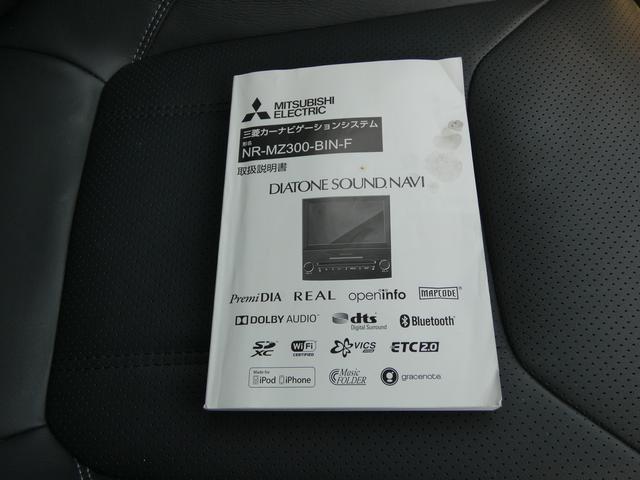 MITSUBISHI
ELECTRIC
三菱カーナビゲーションシステム
形名 NR-MZ300-BIN-F
取扱説明書
DIATONE SOUND. NAVI
PremiDIA REAL openinfo MAPCODE
DOLBY AUDIO™ dts Digital Surround Bluetooth®
SD XC Wi Fi CERTIFIED VICS ETC2.0
Made for iPod iPhone Music FOLDER gracenote